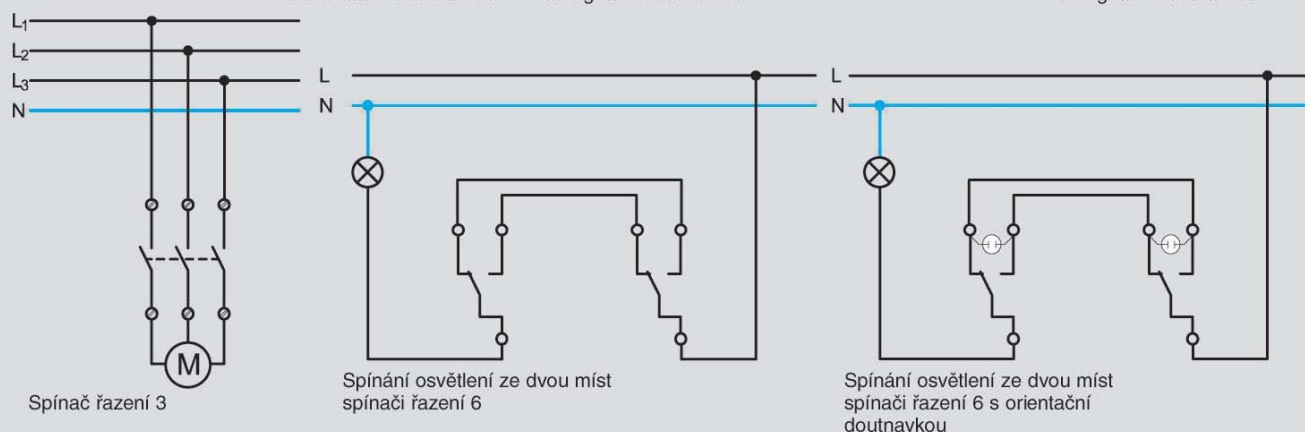 L1
L2
L3
N
M
Spínač řazení 3
L
N
Spínání osvětlení ze dvou míst
spínači řazení 6
L
N
Spínání osvětlení ze dvou míst
spínači řazení 6 s orientační
doutnavkou